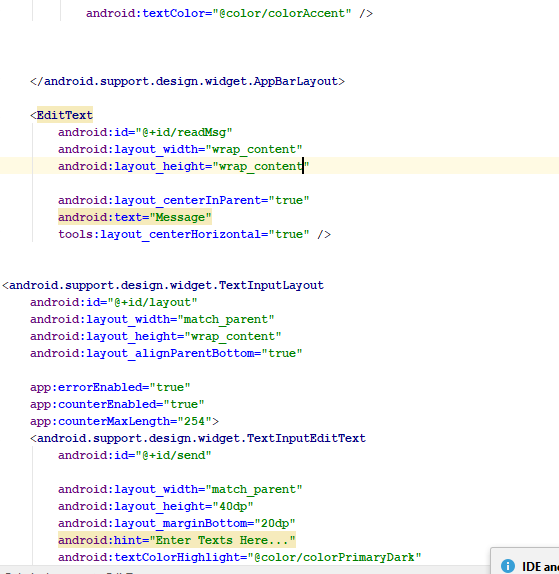 android:textColor="@color/colorAccent" />
</android.support.design.widget.AppBarLayout>
<EditText
android:id="@+id/readMsg"
android:layout_width="wrap_content"
android:layout_height="wrap_content"
android:layout_centerInParent="true"
android:text="Message"
tools:layout_centerHorizontal="true" />
<android.support.design.widget.TextInputLayout
android:id="@+id/layout"
android:layout_width="match_parent"
android:layout_height="wrap_content"
android:layout_alignParentBottom="true"
app:errorEnabled="true"
app:counterEnabled="true"
app:counterMaxLength="254">
<android.support.design.widget.TextInputEditText
android:id="@+id/send"
android:layout_width="match_parent"
android:layout_height="40dp"
android:layout_marginBottom="20dp"
android:hint="Enter Texts Here..."
android:textColorHighlight="@color/colorPrimaryDark"
IDE an